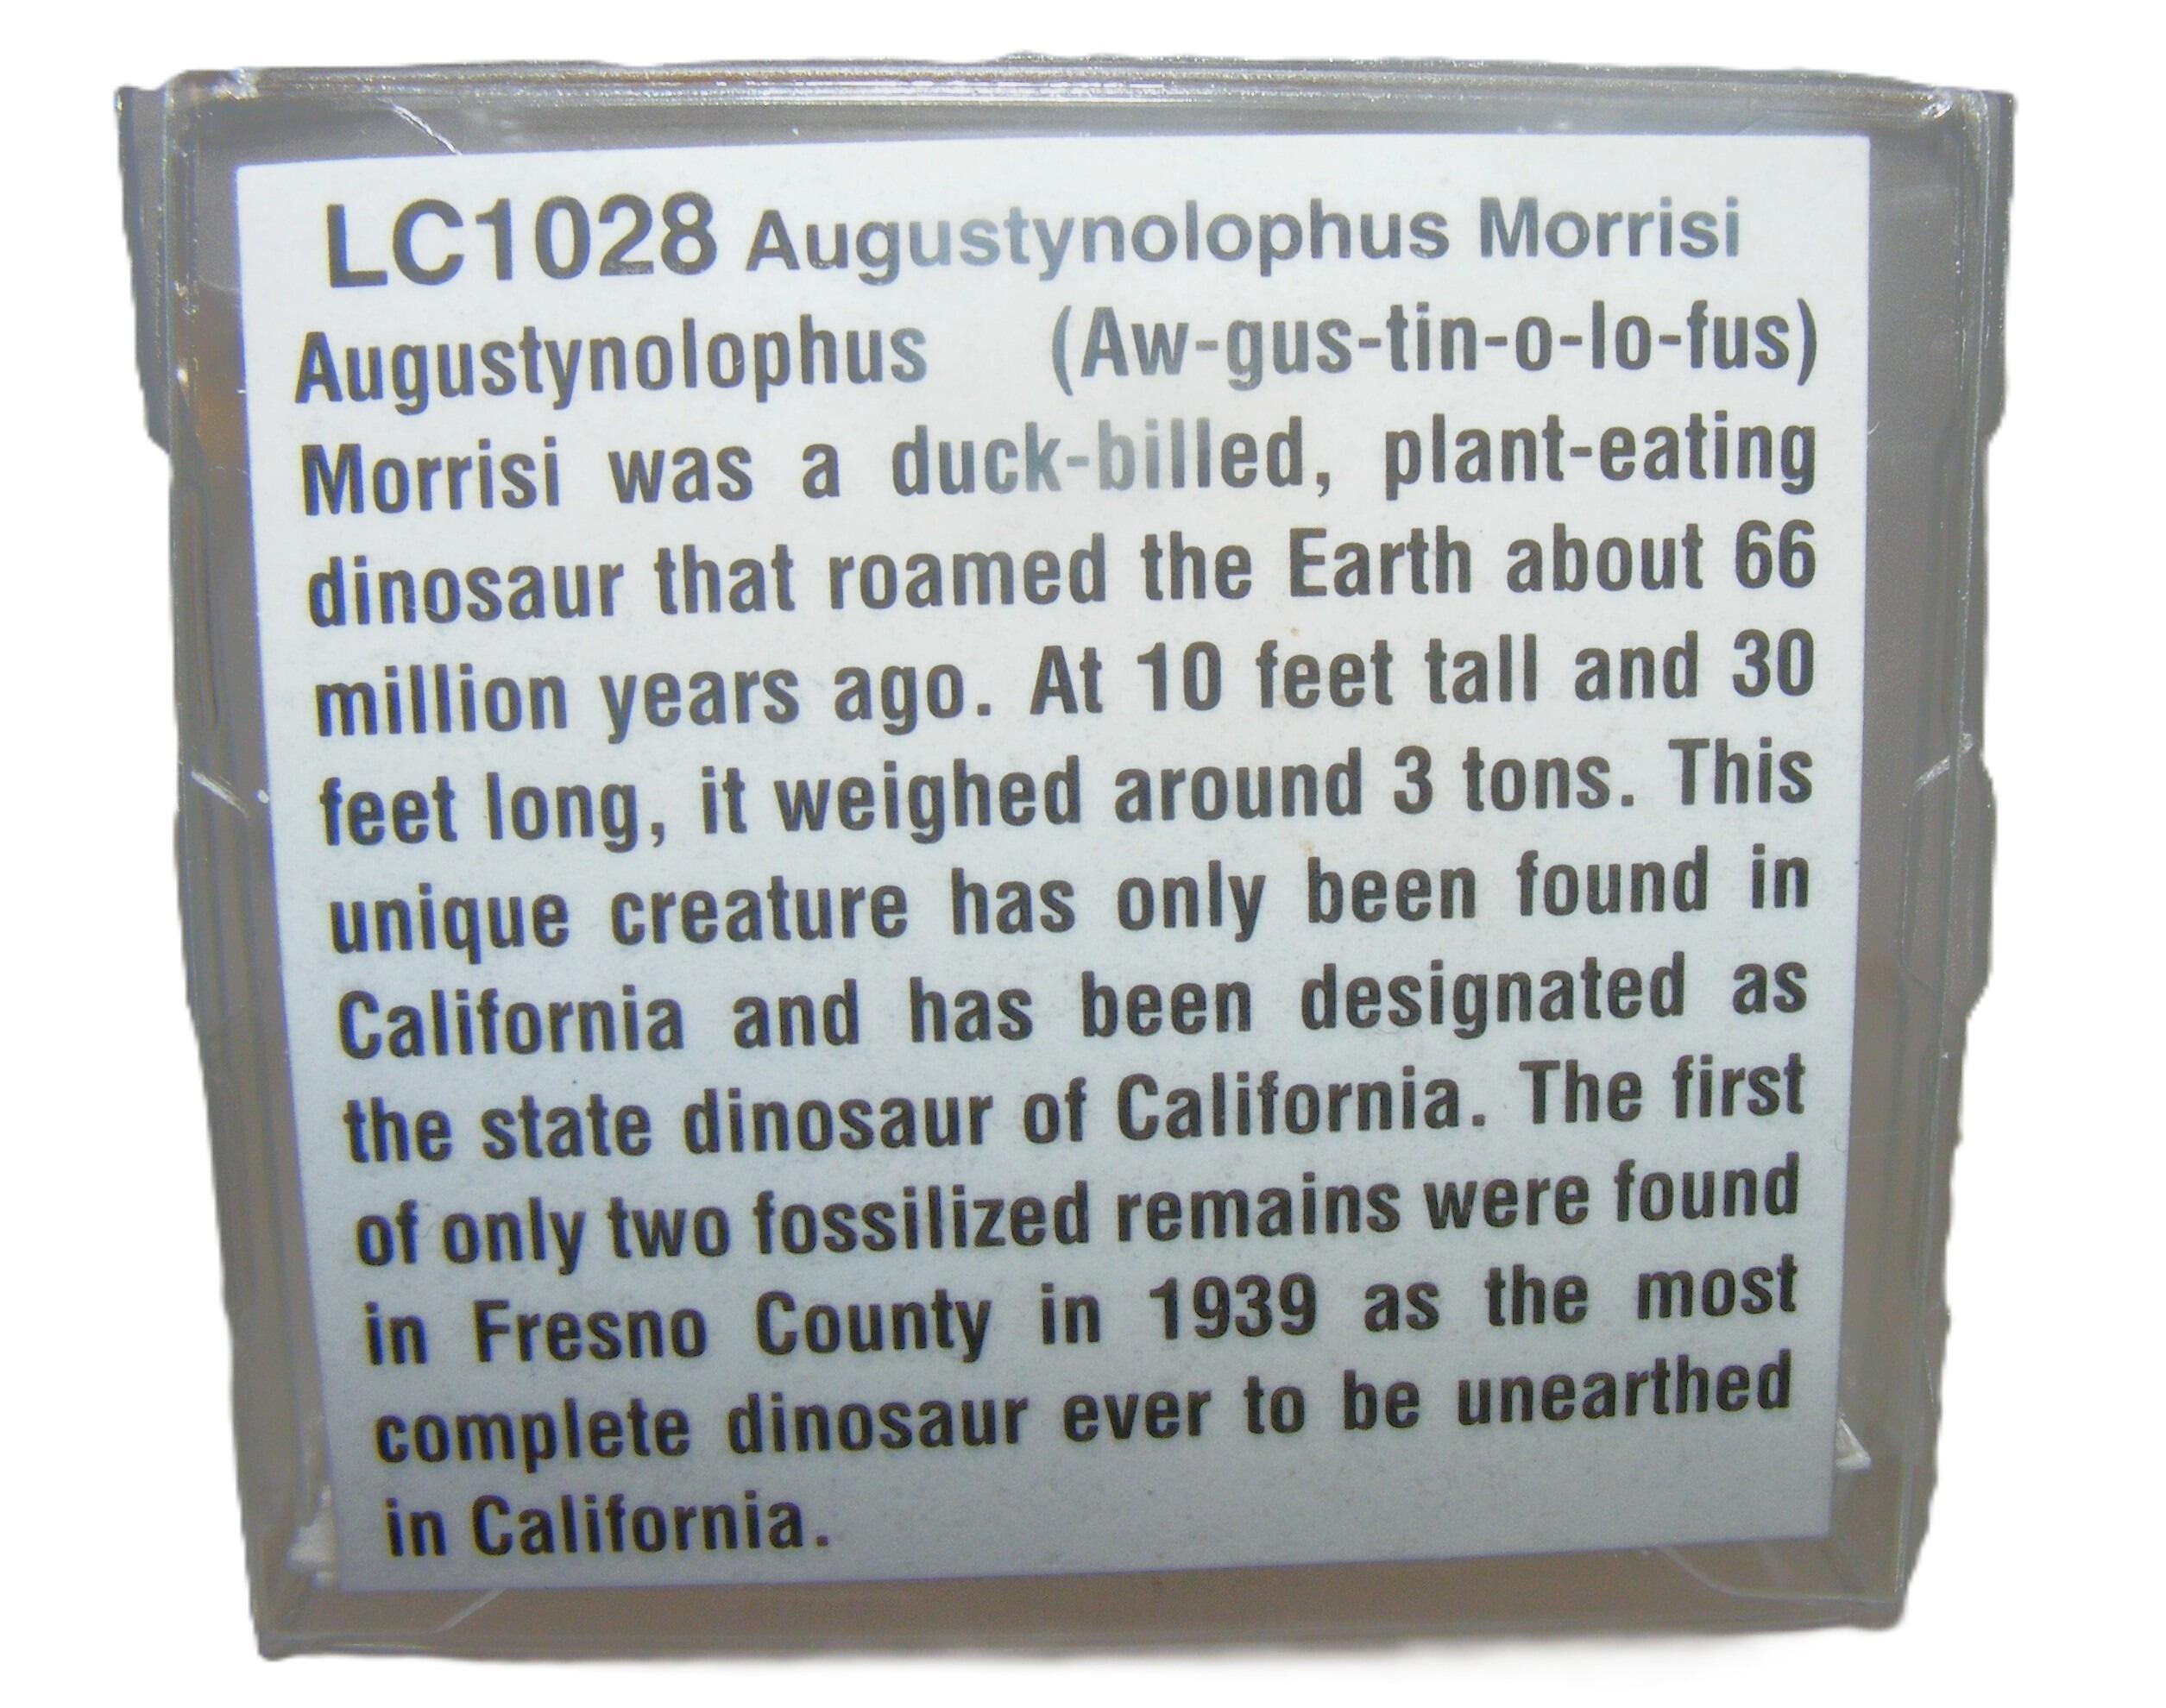 LC1028 Augustynolophus Morrisi
Augustynolophus (Aw-gus-tin-o-lo-fus)
Morrisi was a duck-billed, plant-eating
dinosaur that roamed the Earth about 66
million years ago. At 10 feet tall and 30
feet long, it weighed around 3 tons. This
unique creature has only been found in
California and has been designated as
the state dinosaur of California. The first
of only two fossilized remains were found
in Fresno County in 1939 as the most
complete dinosaur ever to be unearthed
in California.